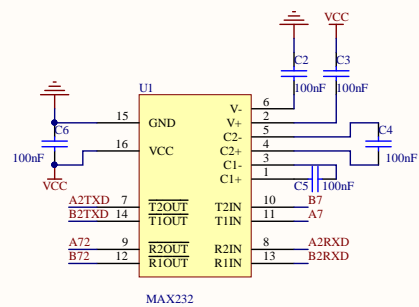 VCC
C2
C3
100nF
100nF
U1
6
V-
15
GND
V+
2
C6
C2-
5
C4
100nF
16
VCC
C2+
4
100nF
C1-
3
VCC
C1+
1
C5
100nF
A2TXD
7
T2OUT
T2IN
10
B7
B2TXD
14
T1OUT
T1IN
11
A7
A72
9
R2OUT
R2IN
8
A2RXD
B72
12
R1OUT
R1IN
13
B2RXD
MAX232